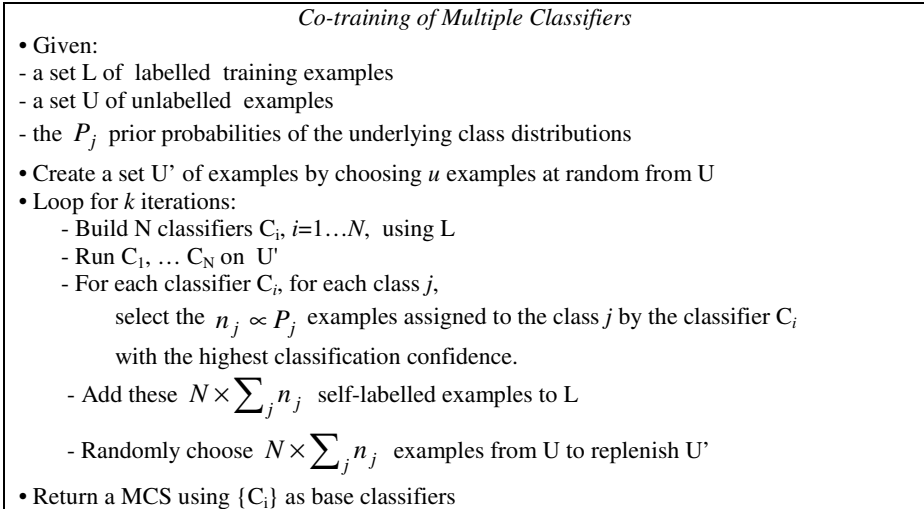 Co-training of Multiple Classifiers
• Given:
- a set L of labelled training examples
- a set U of unlabelled examples
- the P_j prior probabilities of the underlying class distributions
• Create a set U’ of examples by choosing u examples at random from U
• Loop for k iterations:
- Build N classifiers C_i, i=1…N, using L
- Run C_1, … C_N on U'
- For each classifier C_i, for each class j,
select the n_j ∝ P_j examples assigned to the class j by the classifier C_i
with the highest classification confidence.
- Add these N × ∑_j n_j self-labelled examples to L
- Randomly choose N × ∑_j n_j examples from U to replenish U’
• Return a MCS using {C_i} as base classifiers